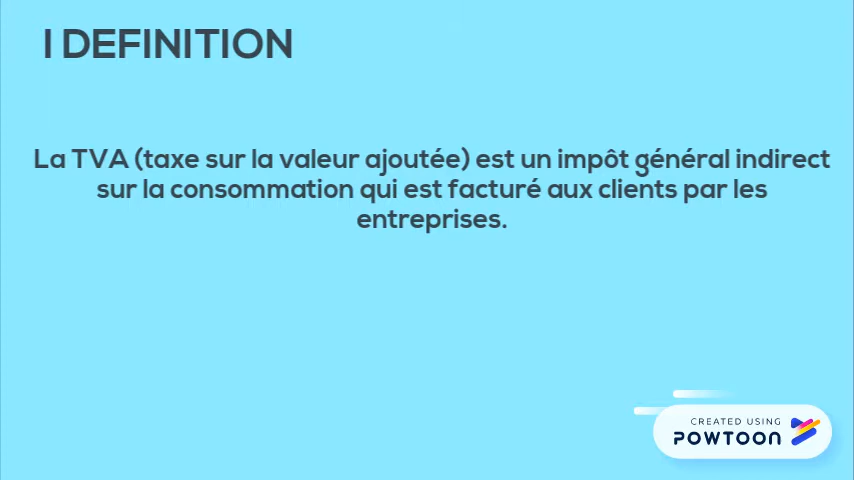 I DEFINITION
La TVA (taxe sur la valeur ajoutée) est un impôt général indirect
sur la consommation qui est facturé aux clients par les
entreprises.
CREATED USING
POWTOON